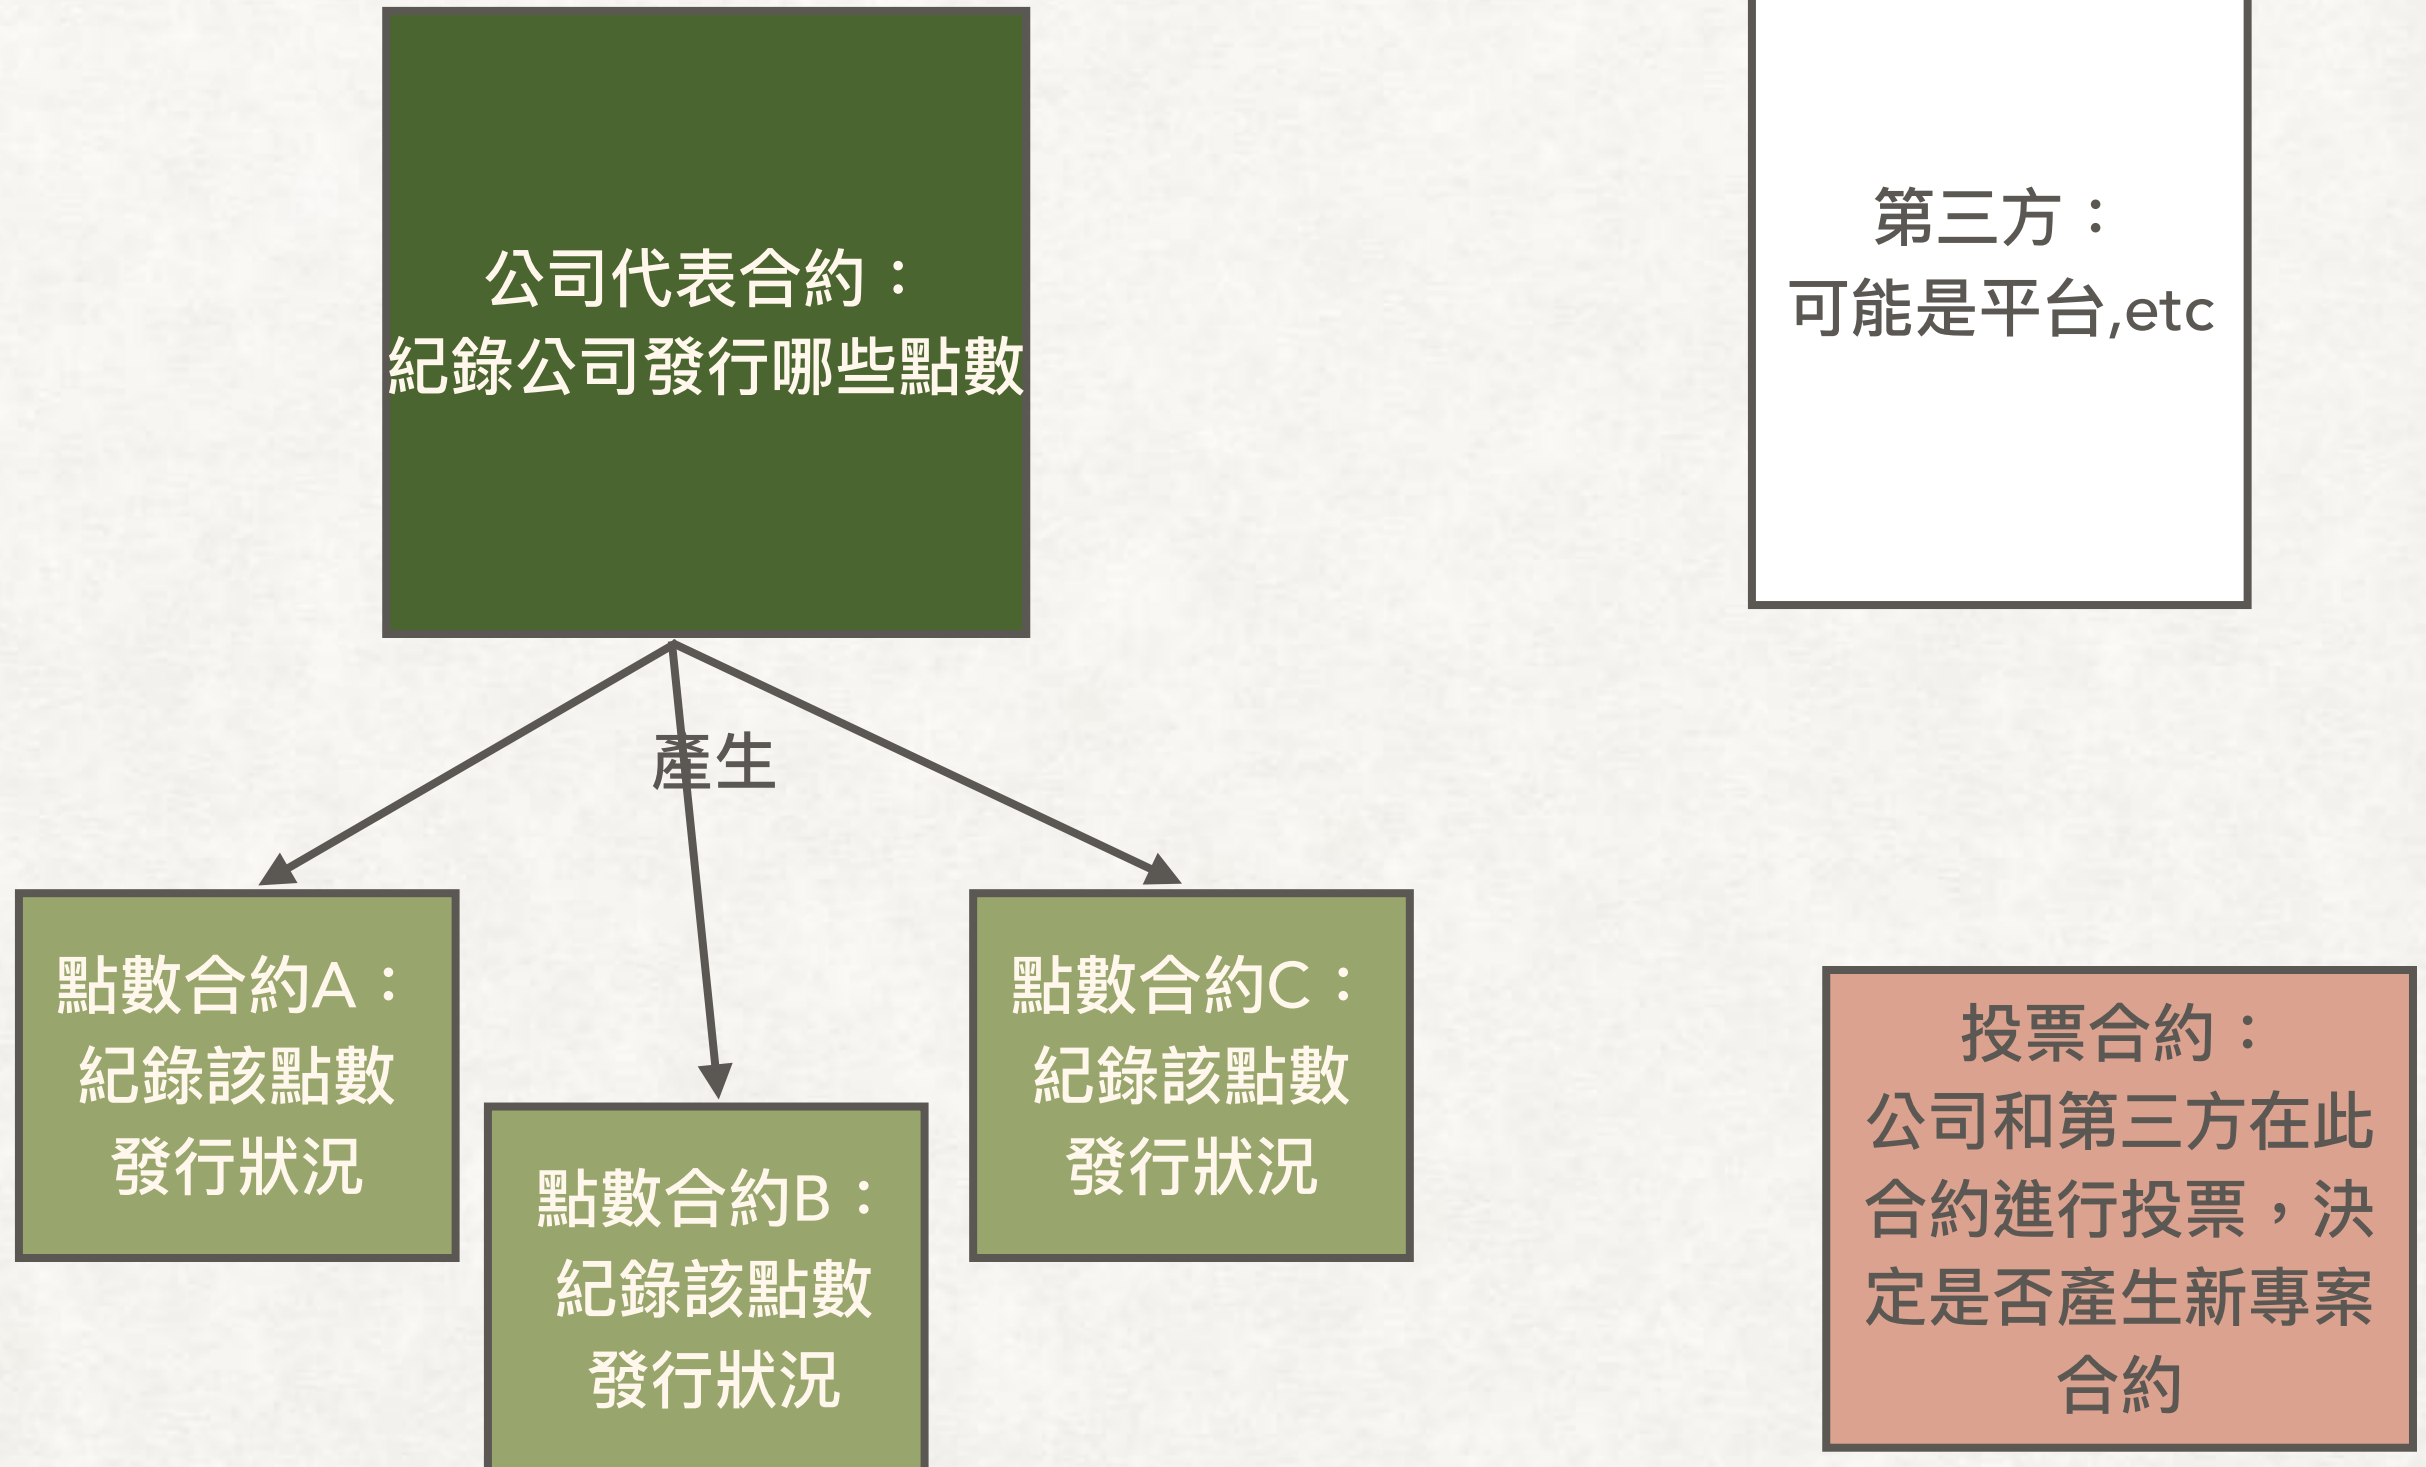 公司代表合約：
紀錄公司發行哪些點數
第三方：
可能是平台,etc
產生
點數合約A：
紀錄該點數
發行狀況
點數合約B：
紀錄該點數
發行狀況
點數合約C：
紀錄該點數
發行狀況
投票合約：
公司和第三方在此
合約進行投票，決
定是否產生新專案
合約